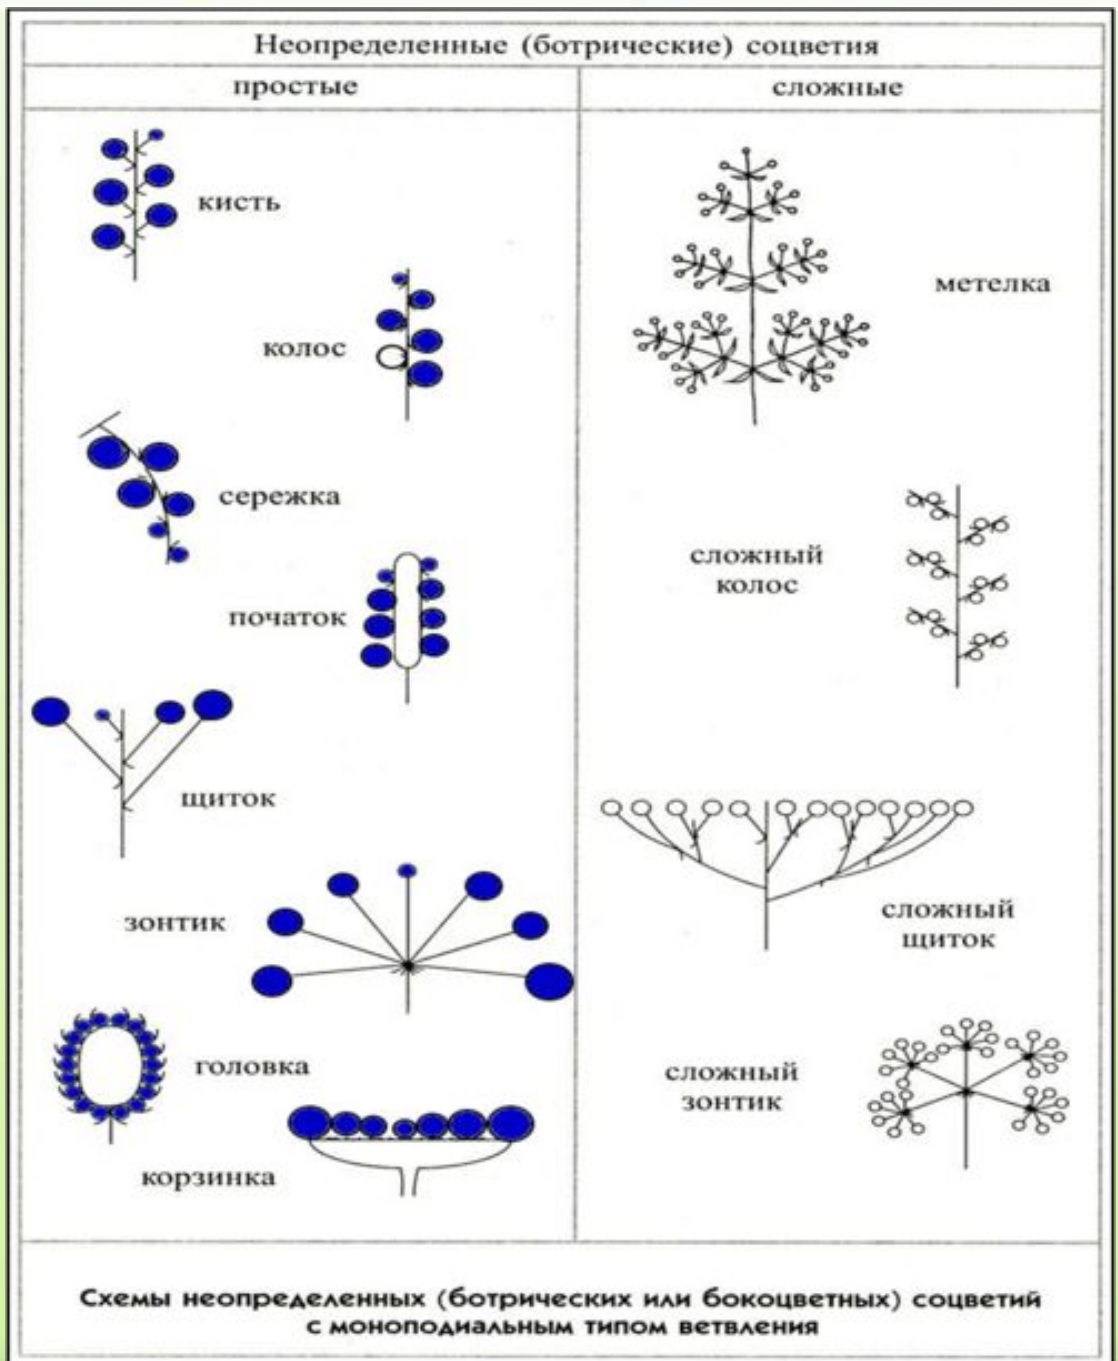 Неопределенные (ботрические) соцветия
простые
сложные
кисть
колос
сережка
початок
щиток
зонтик
головка
корзинка
метелка
сложный
колос
сложный
щиток
сложный
зонтик
Схемы неопределенных (ботрических или бокоцветных) соцветий
с моноподиальным типом ветвления